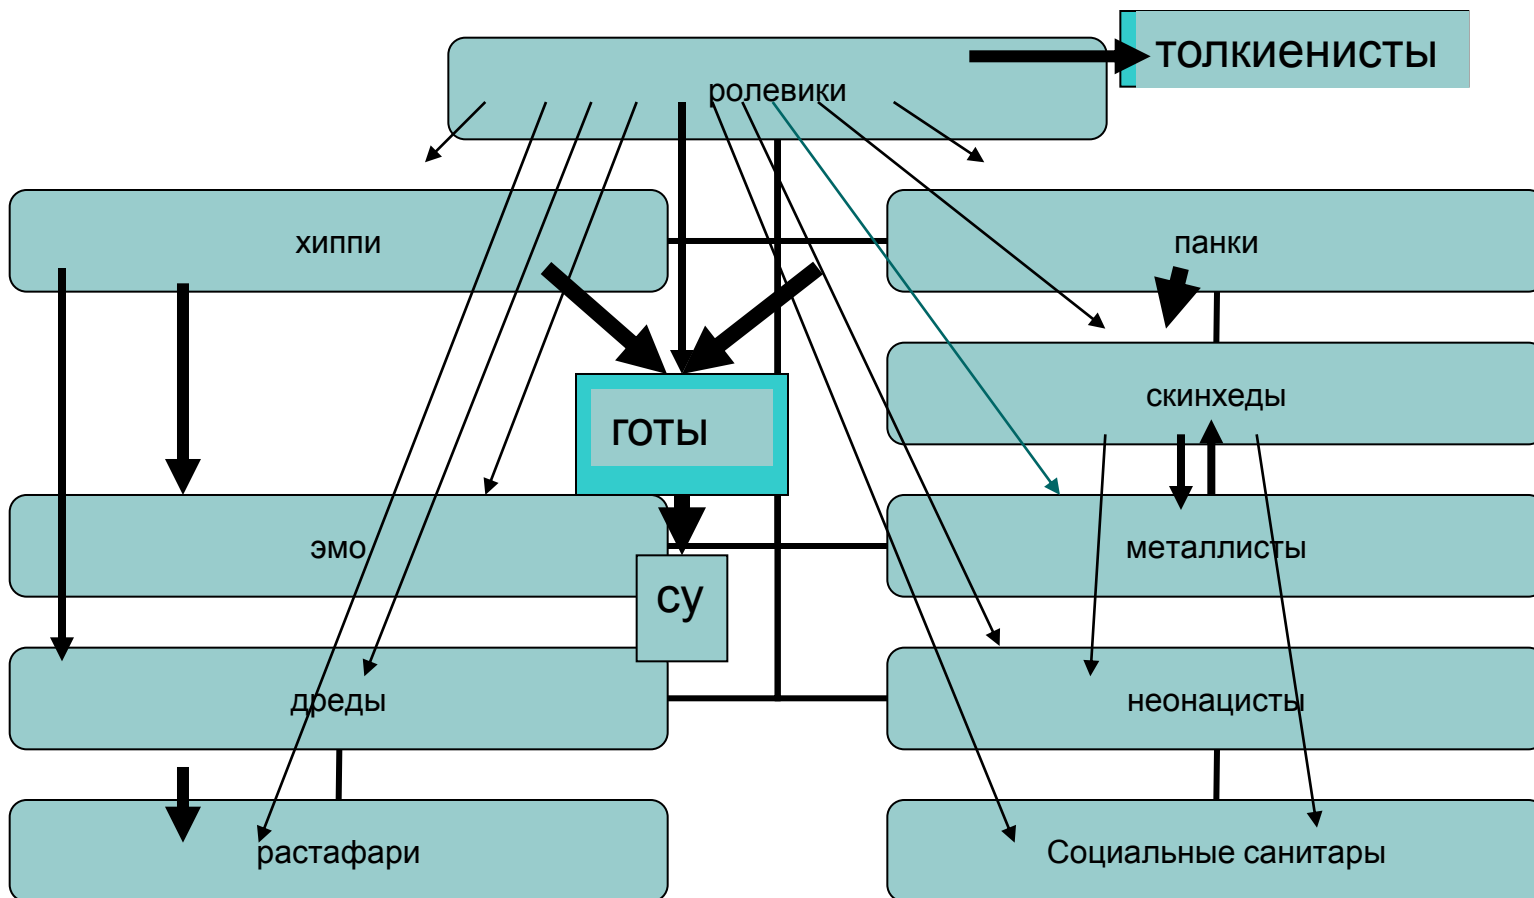 толкиенисты
ролевики
хиппи
панки
скинхеды
готы
эмо
металлисты
су
дреды
неонацисты
растафари
Социальные санитары